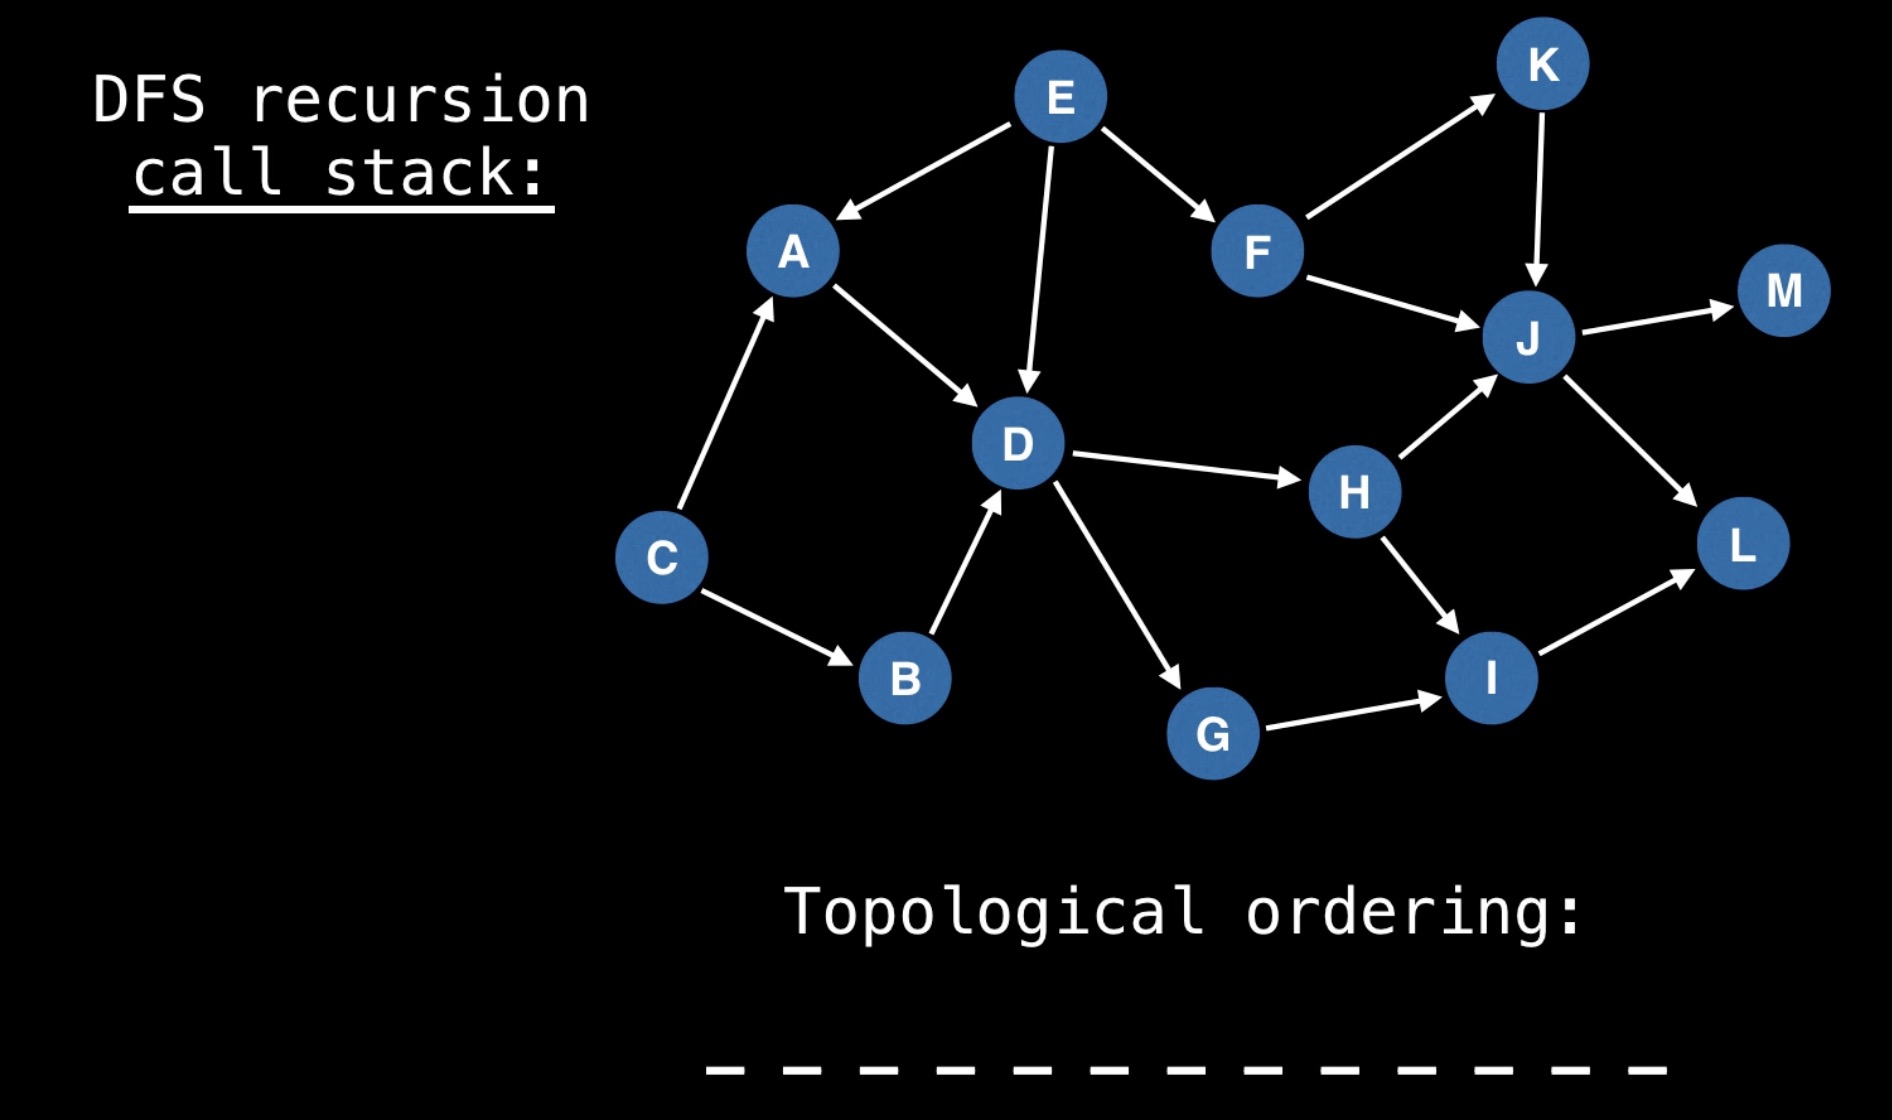 DFS recursion
call stack:
E
K
A
F
M
J
D
H
C
L
B
I
G
Topological ordering: